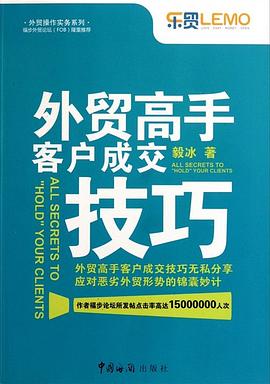 乐贸LEMO
· 外贸操作实务系列 ·
福步外贸论坛（FOB）隆重推荐
外贸高手
客户成交
毅冰 著
技巧
ALL SECRETS TO
"HOLD" YOUR CLIENTS
ALL SECRETS TO
"HOLD"
YOUR CLIENTS
外贸高手客户成交技巧无私分享
应对恶劣外贸形势的锦囊妙计
作者福步论坛所发帖点击率高达15000000人次
中国海关出版社